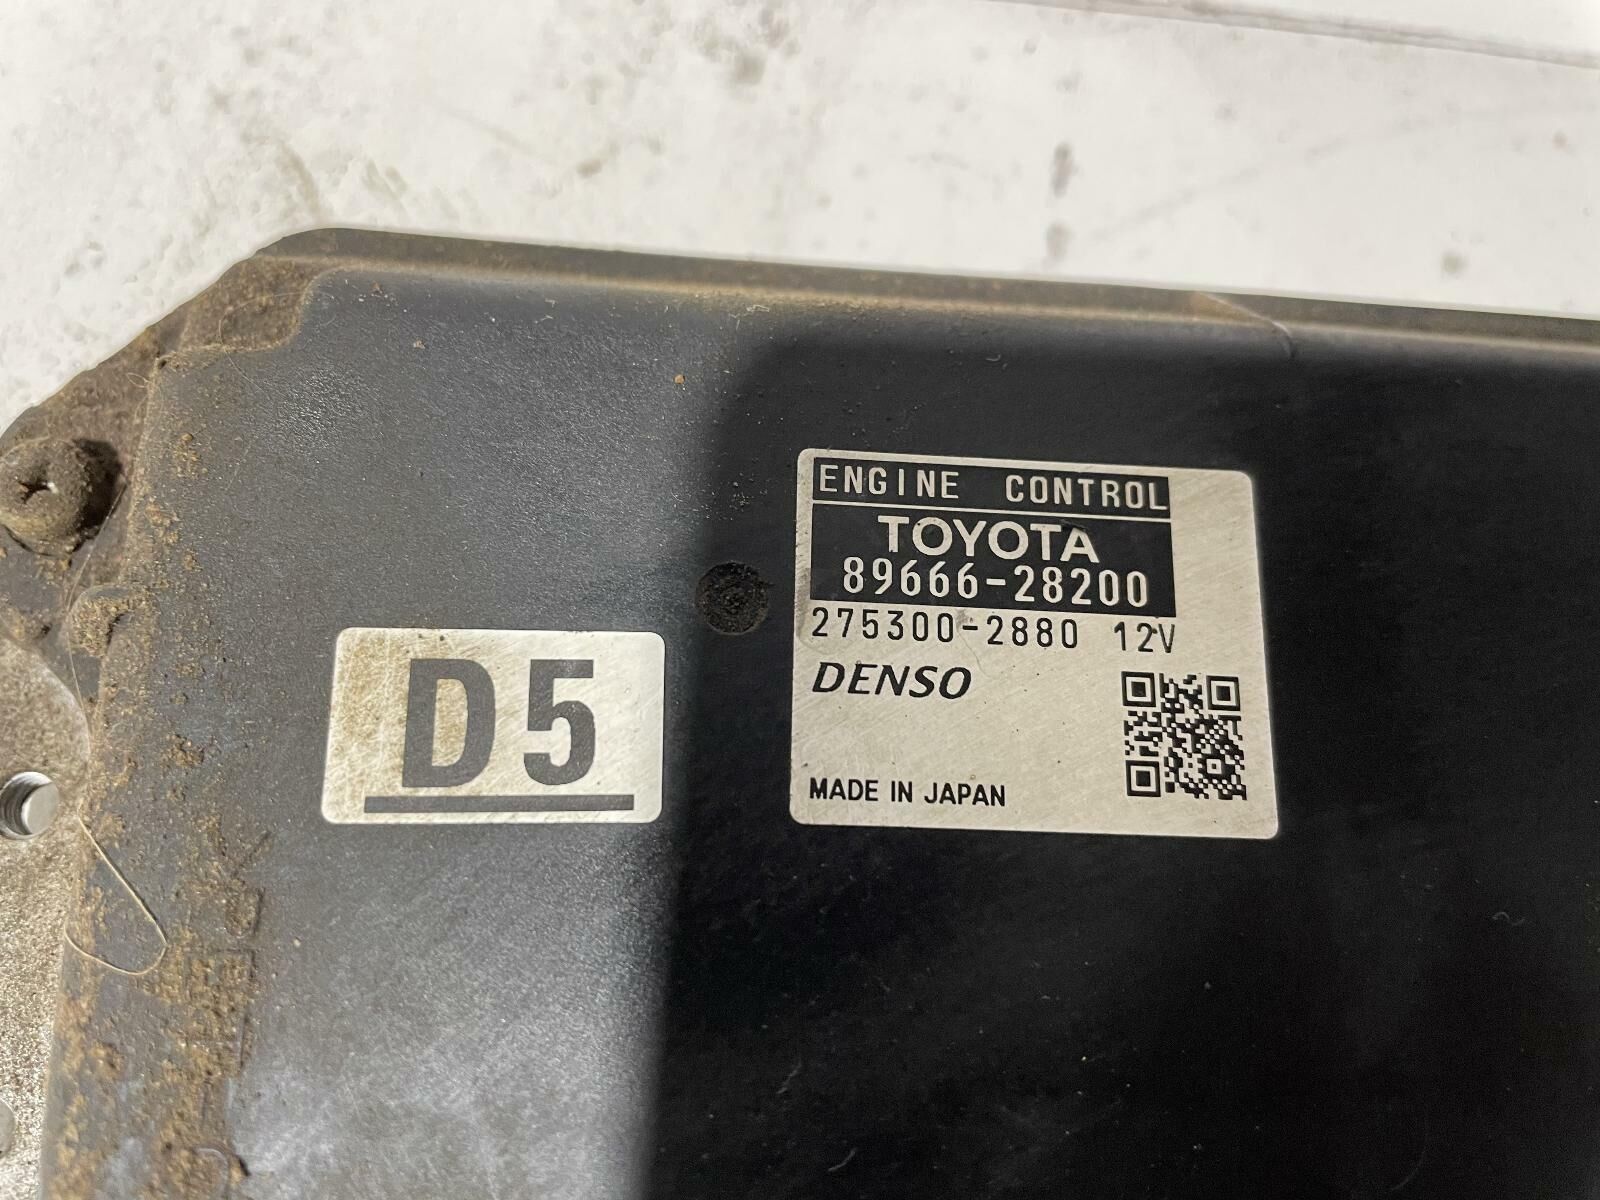 ENGINE CONTROL
TOYOTA
89666-28200
275300-2880 12V
DENSO
MADE IN JAPAN
D5